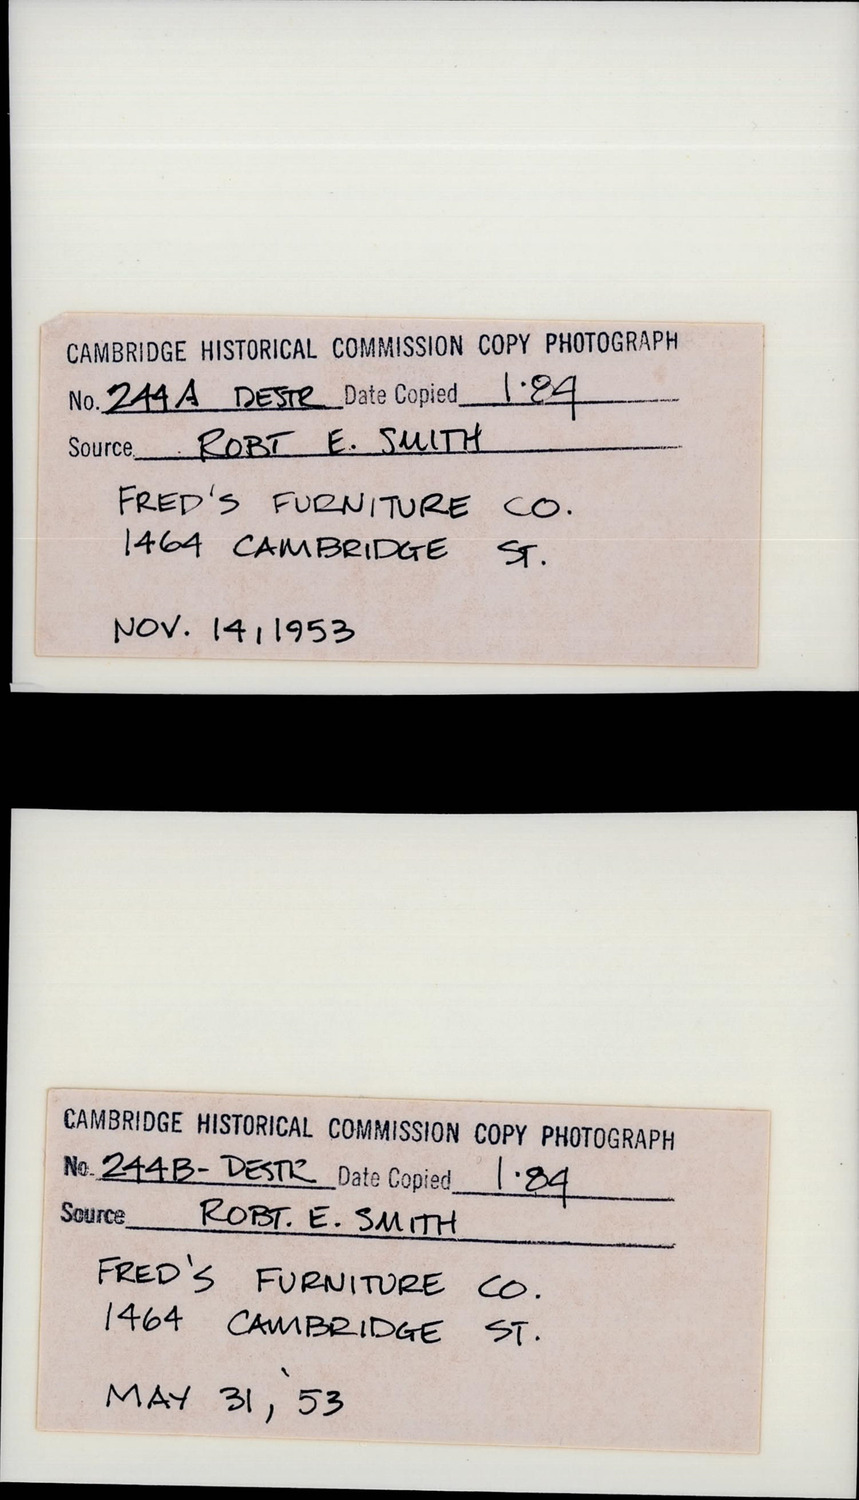 CAMBRIDGE HISTORICAL COMMISSION COPY PHOTOGRAPH
No. 244A DESTR Date Copied 1·84
Source ROBT E. SMITH
FRED'S FURNITURE CO.
1464 CAMBRIDGE ST.
NOV. 14, 1953
CAMBRIDGE HISTORICAL COMMISSION COPY PHOTOGRAPH
No. 244B- DESTR Date Copied 1·84
Source ROBT. E. SMITH
FRED'S FURNITURE CO.
1464 CAMBRIDGE ST.
MAY 31, '53